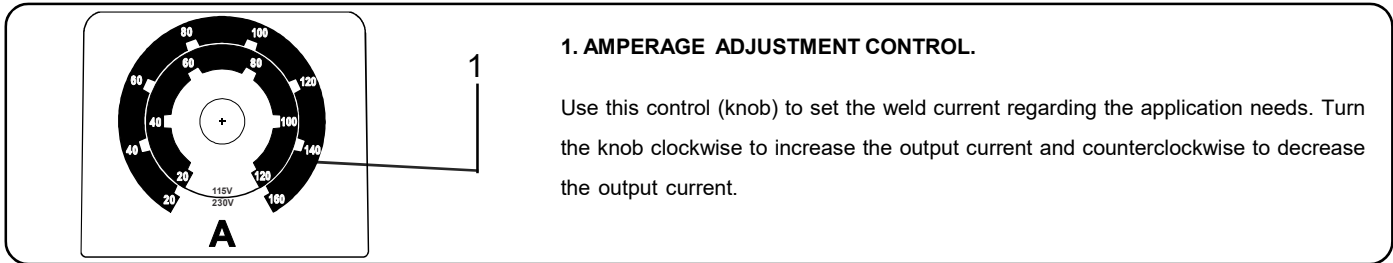 80 100
60 80
60 120
40 100
40 140
20 120
20 160
115V
230V
A
1
1. AMPERAGE ADJUSTMENT CONTROL.
Use this control (knob) to set the weld current regarding the application needs. Turn
the knob clockwise to increase the output current and counterclockwise to decrease
the output current.